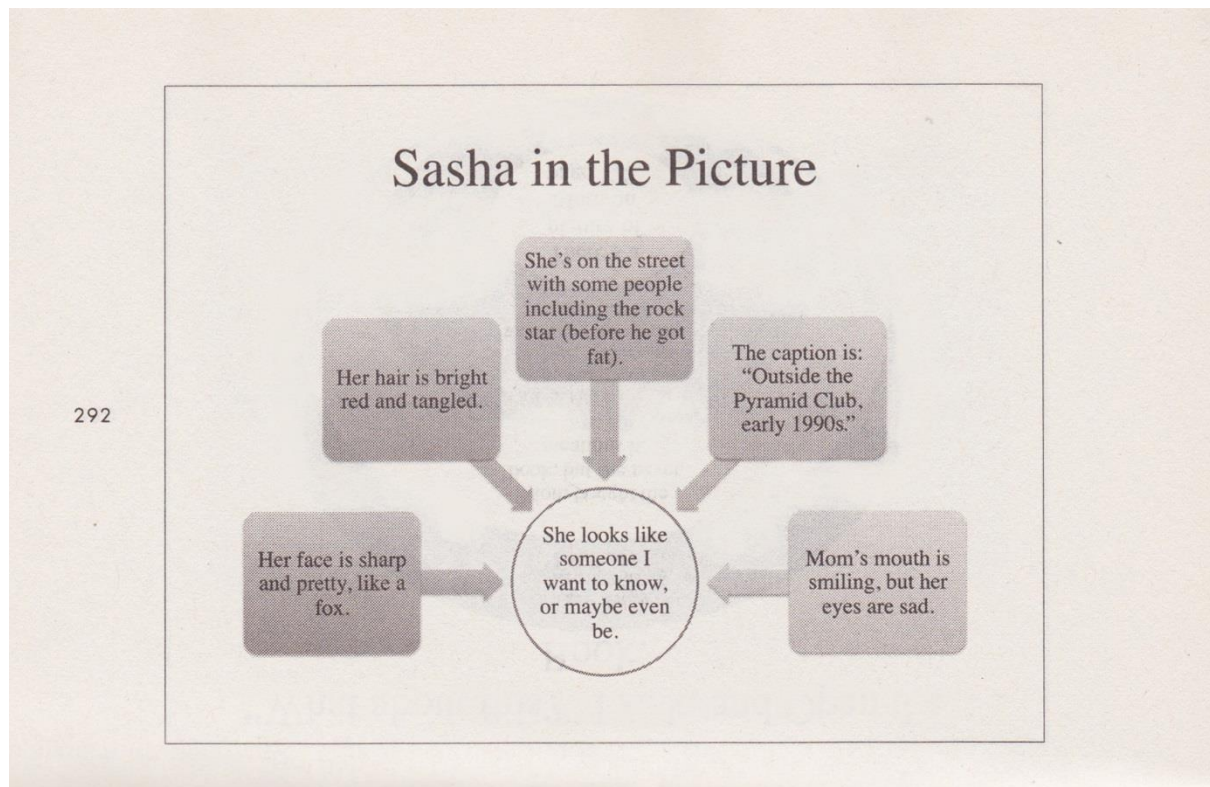 Sasha in the Picture
She's on the street
with some people
including the rock
star (before he got
fat).
Her hair is bright
red and tangled.
The caption is:
“Outside the
Pyramid Club,
early 1990s.”
292
Her face is sharp
and pretty, like a
fox.
She looks like
someone I
want to know,
or maybe even
be.
Mom's mouth is
smiling, but her
eyes are sad.